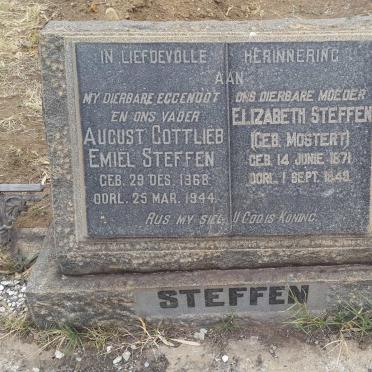 IN LIEFDEVOLLE HERINNERING
AAN
MY DIERBARE EGGENOOT
EN ONS VADER
AUGUST GOTTLIEB
EMIEL STEFFEN
GEB. 29 DES. 1868
OORL. 25 MAR. 1944.
ONS DIERBARE MOEDER
ELIZABETH STEFFEN
(GEB. MOSTERT)
GEB. 14 JUNIE 1871
OORL. 1 SEPT. 1949.
RUS MY SIEL, U GOD IS KONING.
STEFFEN